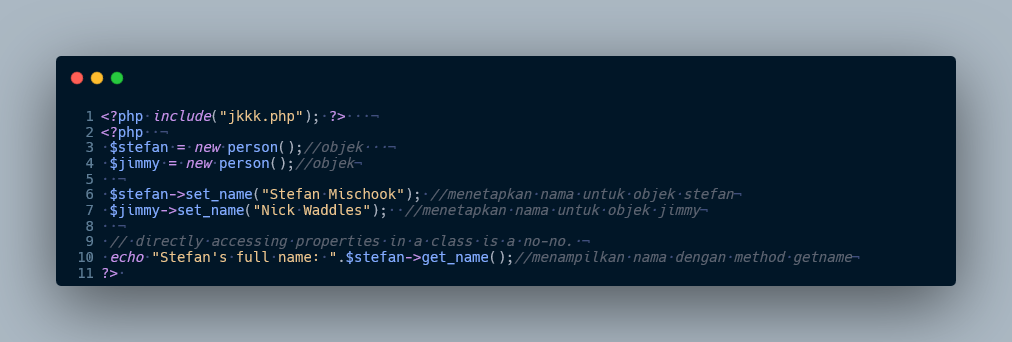 1 <?php include("jkkk.php"); ?>
2 <?php
3 $stefan = new person();//objek
4 $jimmy = new person();//objek
5
6 $stefan->set_name("Stefan Mischook"); //menetapkan nama untuk objek stefan
7 $jimmy->set_name("Nick Waddles"); //menetapkan nama untuk objek jimmy
8
9 // directly accessing properties in a class is a no-no.
10 echo "Stefan's full name: ".$stefan->get_name();//menampilkan nama dengan method getname
11 ?>